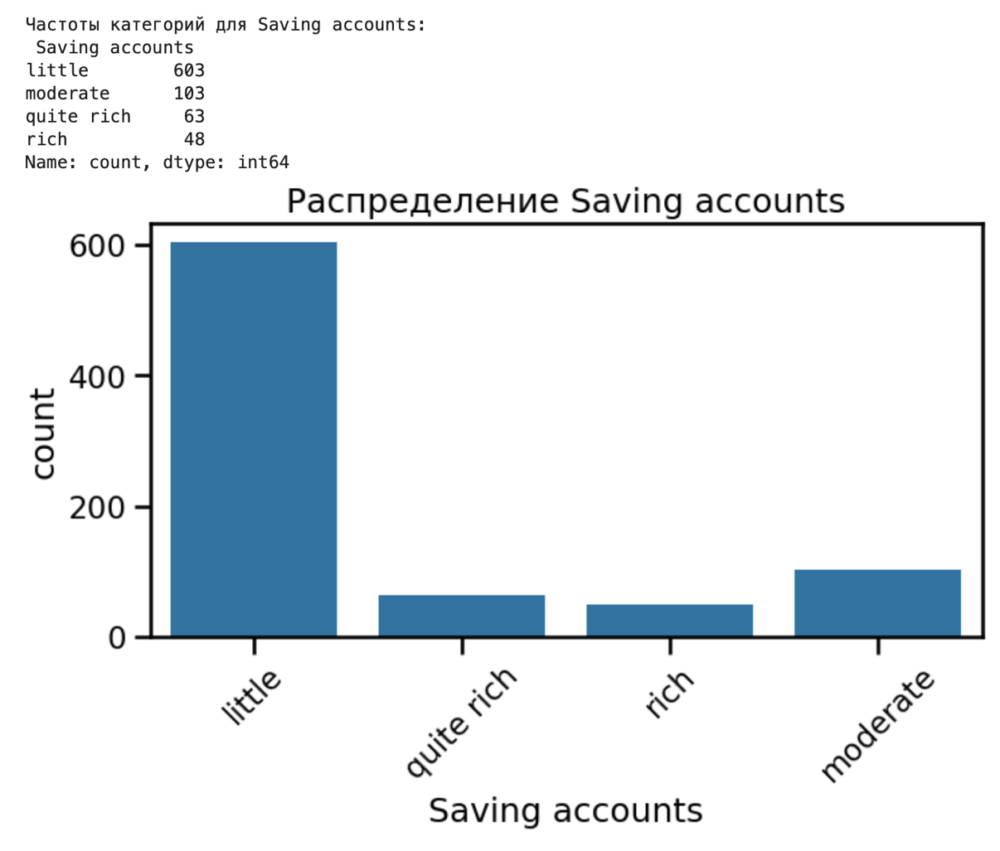 Частоты категорий для Saving accounts:
Saving accounts
little 603
moderate 103
quite rich 63
rich 48
Name: count, dtype: int64
Распределение Saving accounts
600
400
200
0
count
little
quite rich
rich
moderate
Saving accounts